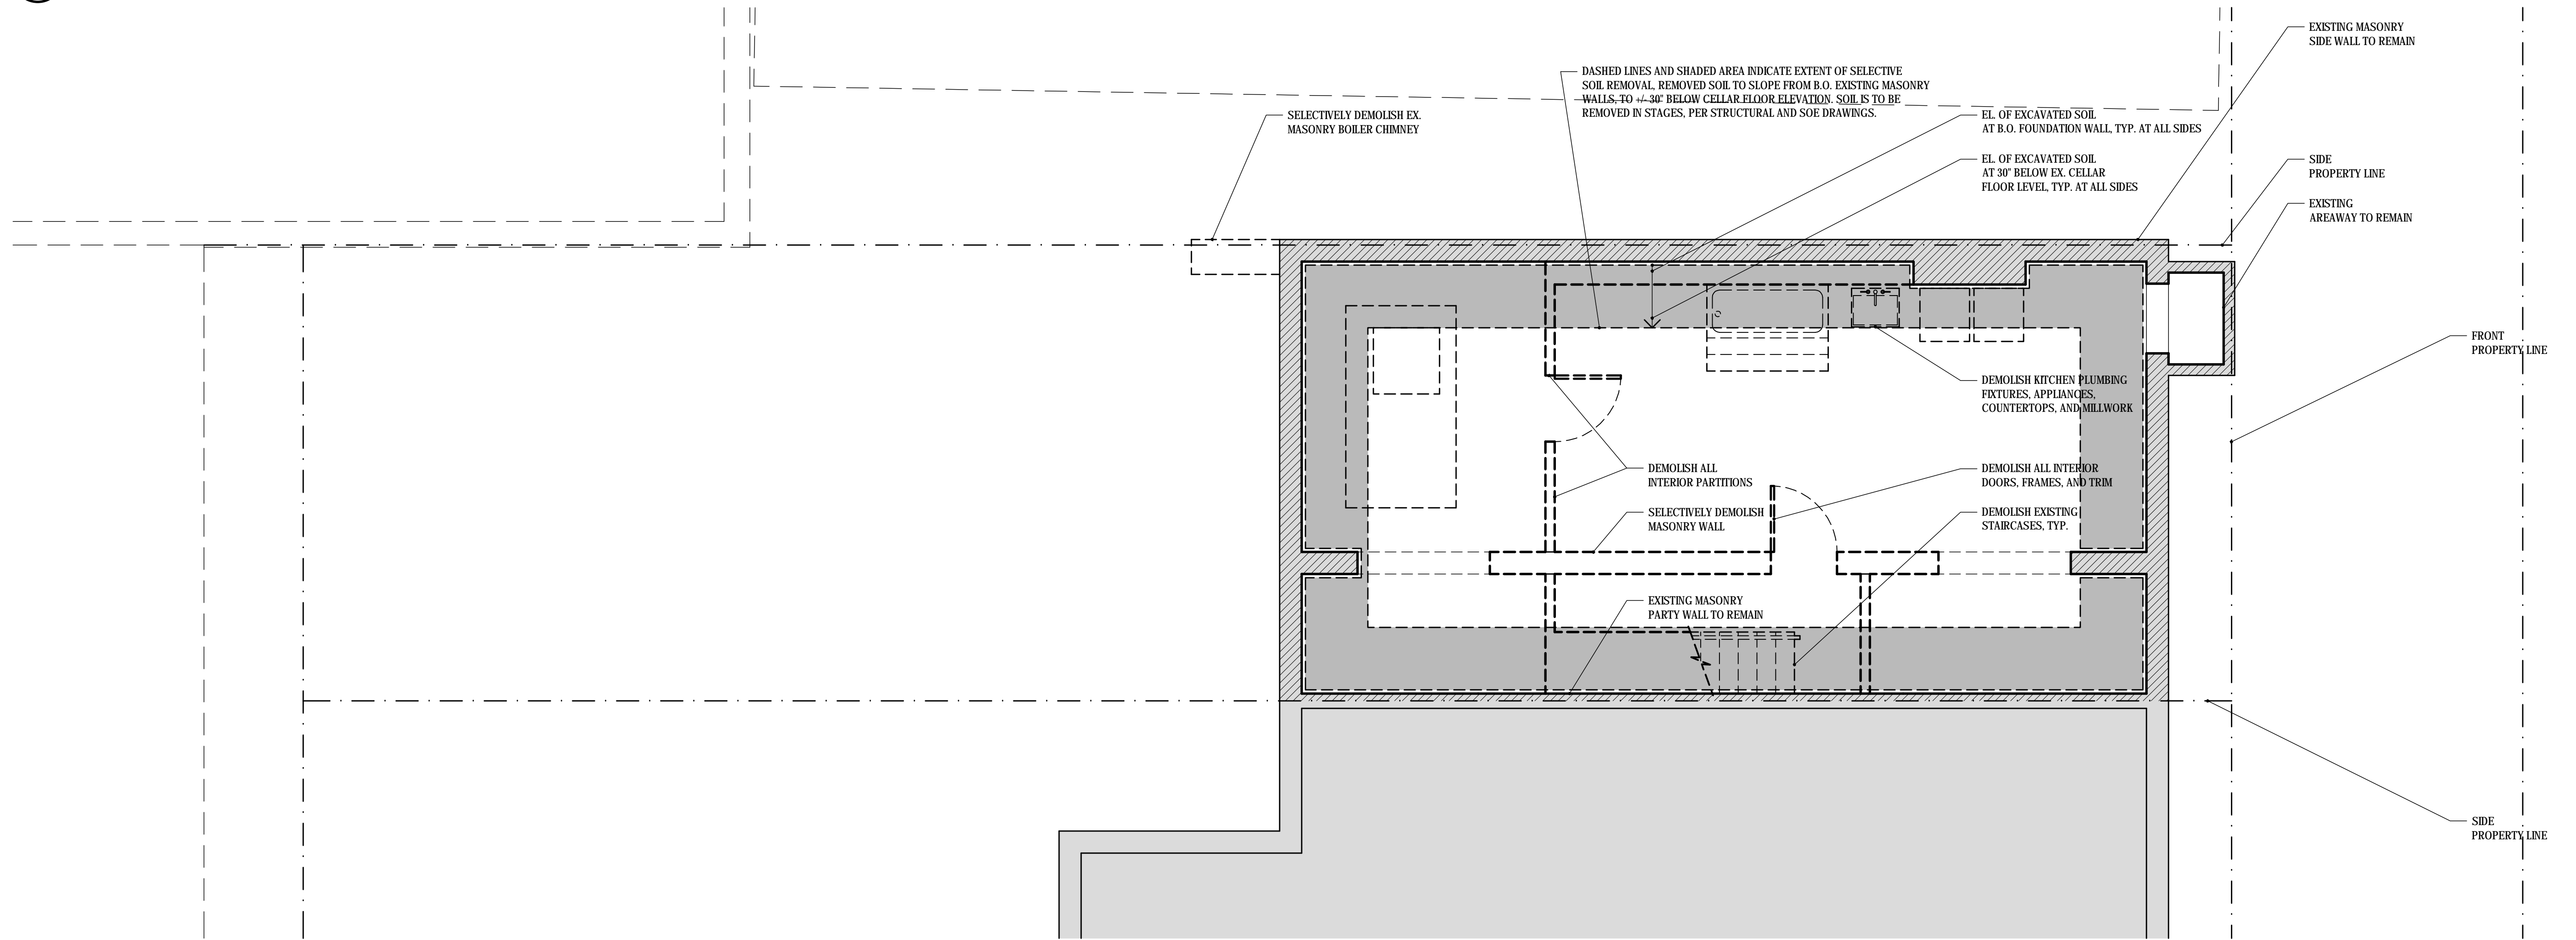 EXISTING MASONRY
SIDE WALL TO REMAIN
DASHED LINES AND SHADED AREA INDICATE EXTENT OF SELECTIVE
SOIL REMOVAL, REMOVED SOIL TO SLOPE FROM B.O. EXISTING MASONRY
WALLS, TO +/- 30" BELOW CELLAR FLOOR ELEVATION. SOIL IS TO BE
REMOVED IN STAGES, PER STRUCTURAL AND SOE DRAWINGS.
SELECTIVELY DEMOLISH EX.
MASONRY BOILER CHIMNEY
EL. OF EXCAVATED SOIL
AT B.O. FOUNDATION WALL, TYP. AT ALL SIDES
EL. OF EXCAVATED SOIL
AT 30" BELOW EX. CELLAR
FLOOR LEVEL, TYP. AT ALL SIDES
SIDE
PROPERTY LINE
EXISTING
AREAWAY TO REMAIN
FRONT
PROPERTY LINE
DEMOLISH KITCHEN PLUMBING
FIXTURES, APPLIANCES,
COUNTERTOPS, AND MILLWORK
DEMOLISH ALL
INTERIOR PARTITIONS
DEMOLISH ALL INTERIOR
DOORS, FRAMES, AND TRIM
SELECTIVELY DEMOLISH
MASONRY WALL
DEMOLISH EXISTING
STAIRCASES, TYP.
EXISTING MASONRY
PARTY WALL TO REMAIN
SIDE
PROPERTY LINE